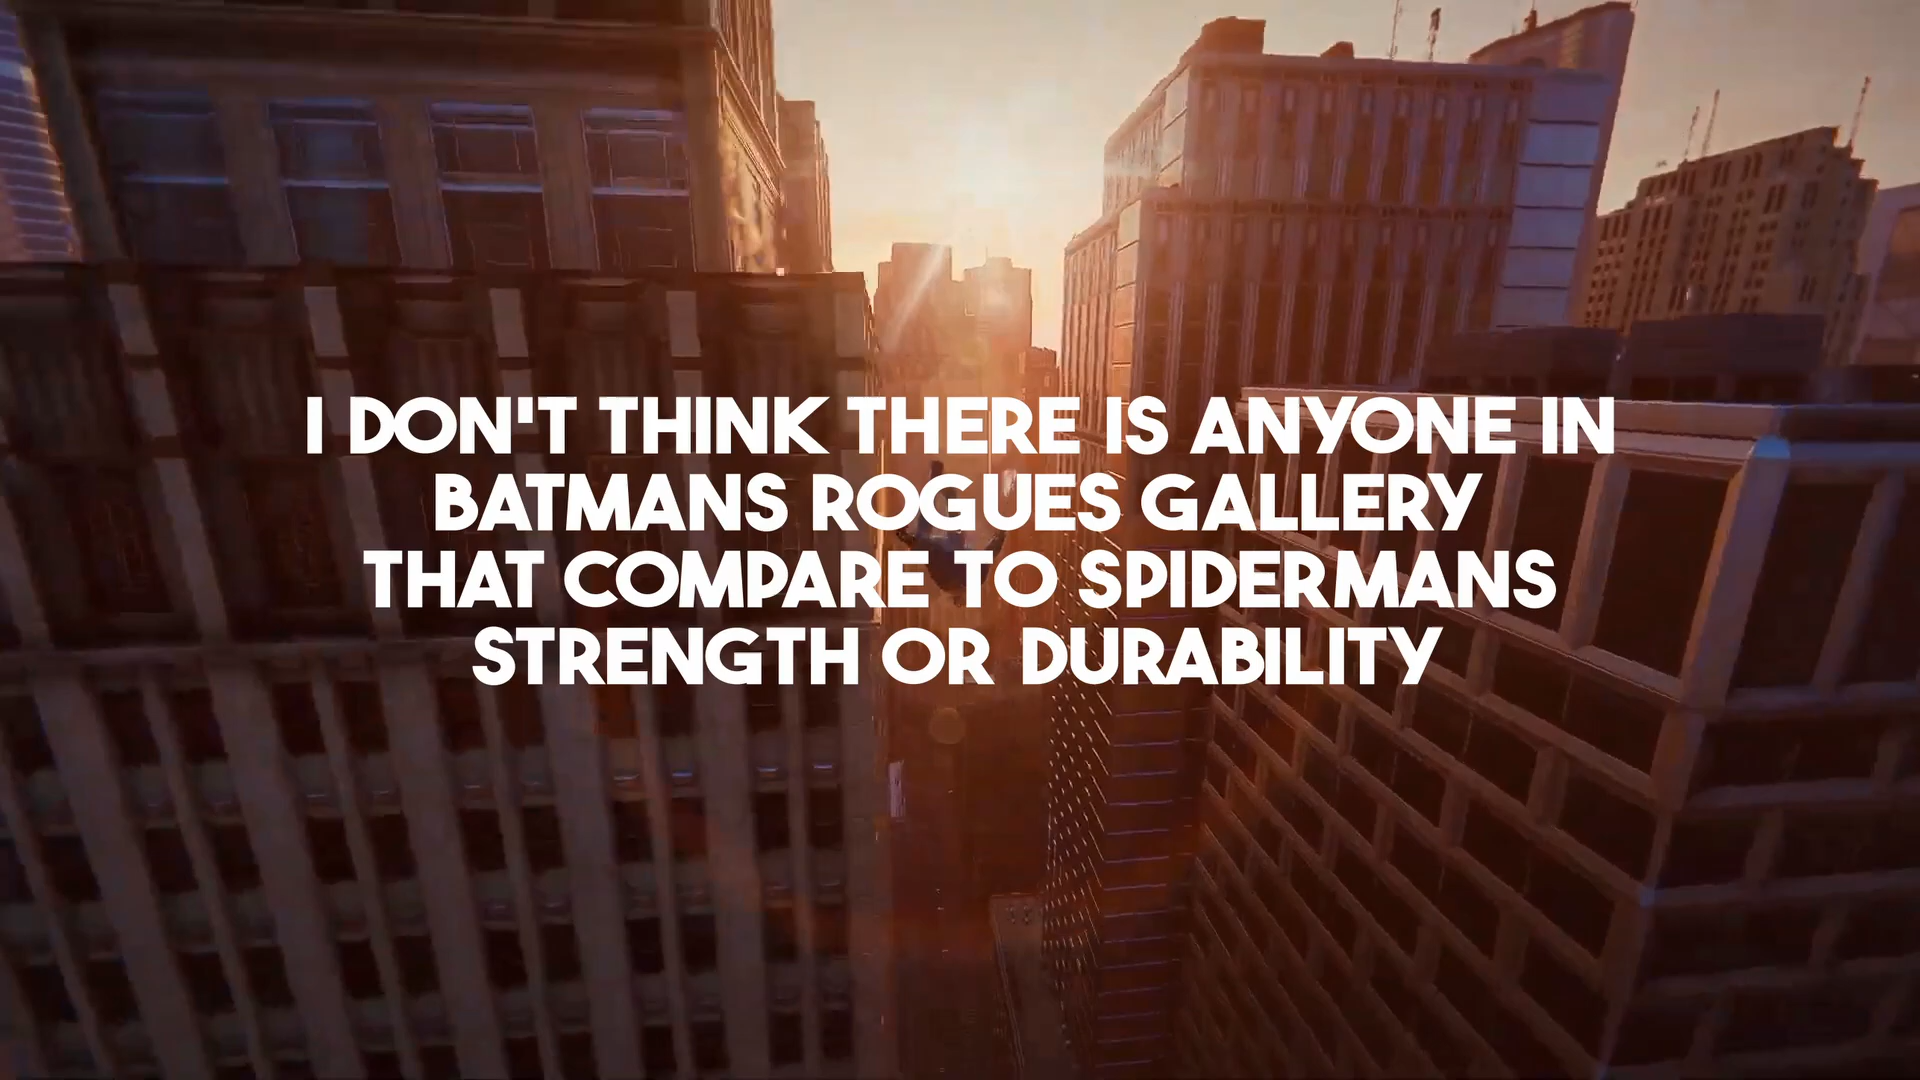 I DON'T THINK THERE IS ANYONE IN
BATMANS ROGUES GALLERY
THAT COMPARE TO SPIDERMANS
STRENGTH OR DURABILITY